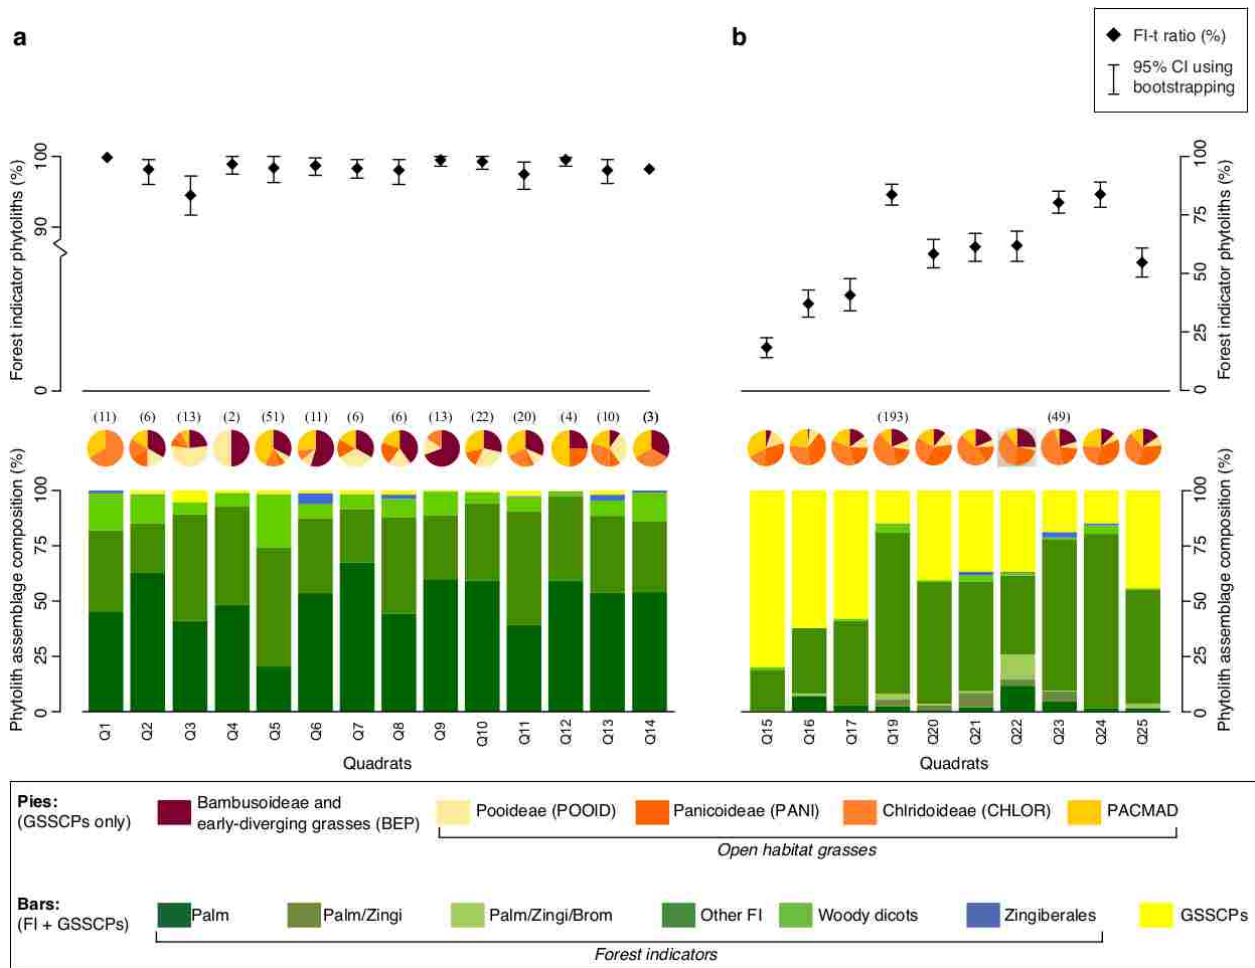 a
b
FI-t ratio (%)
95% CI using
bootstrapping
Forest indicator phytoliths (%)
100
90
0
100
75
50
25
0
Forest indicator phytoliths (%)
(11) (6) (13) (2) (51) (11) (6) (6) (13) (22) (20) (4) (10) (3)
(193) (49)
Phytolith assemblage composition (%)
100
75
50
25
0
100
75
50
25
0
Phytolith assemblage composition (%)
Q1 Q2 Q3 Q4 Q5 Q6 Q7 Q8 Q9 Q10 Q11 Q12 Q13 Q14
Q15 Q16 Q17 Q19 Q20 Q21 Q22 Q23 Q24 Q25
Quadrats
Quadrats
Pies:
(GSSCPs only)
Bambusoideae and
early-diverging grasses (BEP)
Pooideae (POOID)
Panicoideae (PANI)
Chlridoideae (CHLOR)
PACMAD
Open habitat grasses
Bars:
(FI + GSSCPs)
Palm
Palm/Zingi
Palm/Zingi/Brom
Other FI
Woody dicots
Zingiberales
GSSCPs
Forest indicators